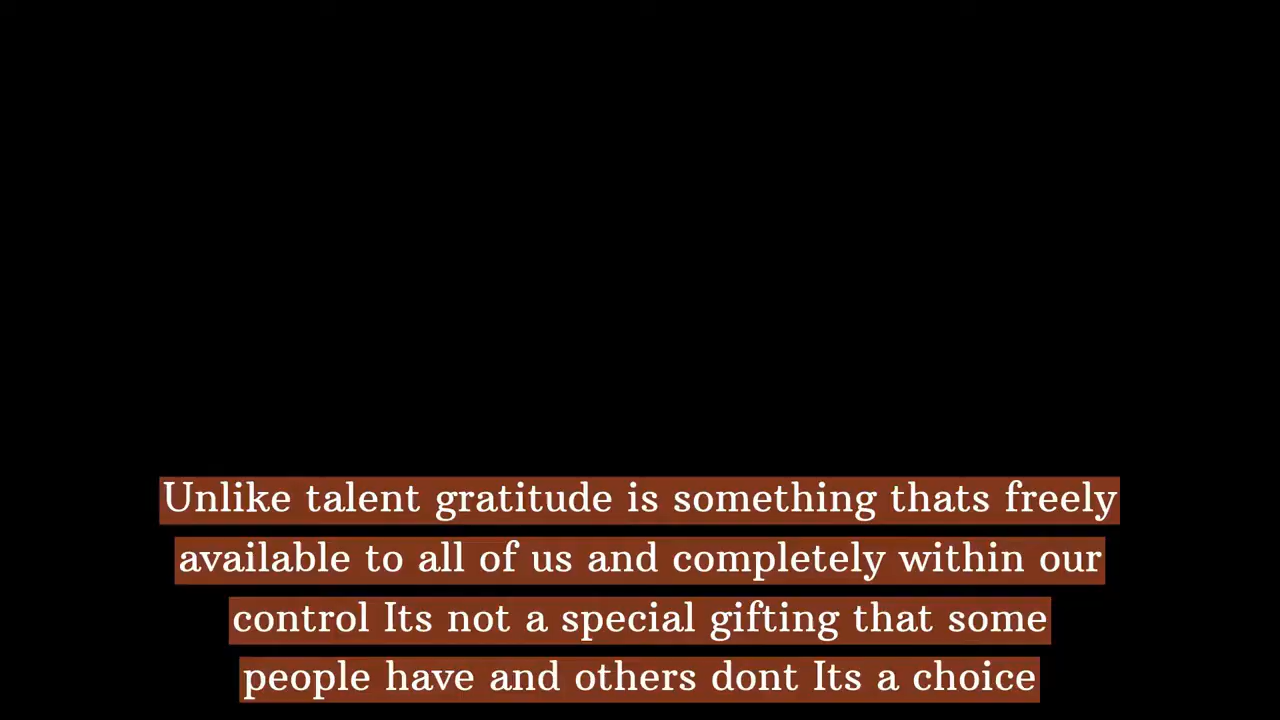 Unlike talent gratitude is something thats freely
available to all of us and completely within our
control Its not a special gifting that some
people have and others dont Its a choice